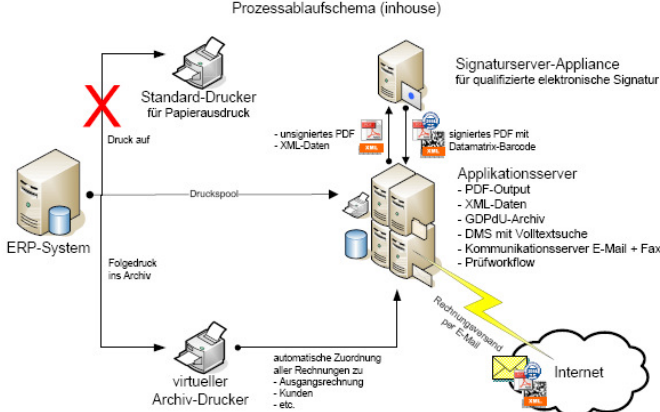 Prozessablaufschema (inhouse)
Signaturserver-Appliance
für qualifizierte elektronische Signatur
Standard-Drucker
für Papierausdruck
X
Druck auf
- unsigniertes PDF
- XML-Daten
signiertes PDF mit
Datamatrix-Barcode
XML
XML
Applikationsserver
- PDF-Output
- XML-Daten
- GDPdU-Archiv
- DMS mit Volltextsuche
- Kommunikationsserver E-Mail + Fax
- Prüfworkflow
Druckspool
ERP-System
Folgedruck
ins Archiv
Rechnungsversand
per E-Mail
virtueller
Archiv-Drucker
automatische Zuordnung
aller Rechnungen zu
- Ausgangsrechnung
- Kunden
- etc.
Internet
XML